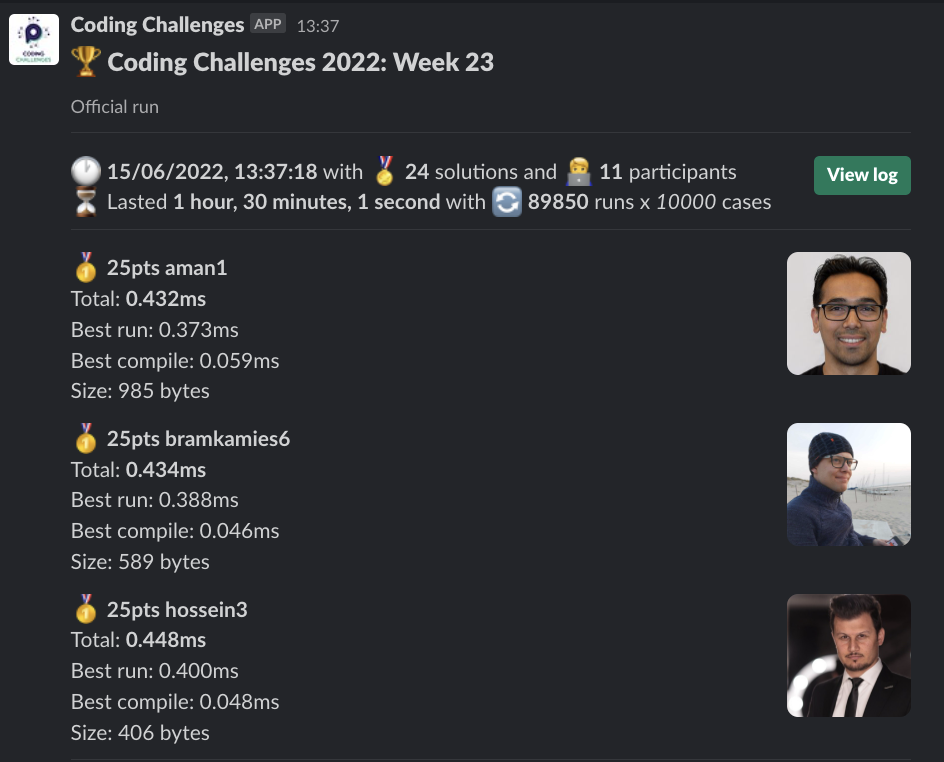 Coding Challenges APP 13:37
Coding Challenges 2022: Week 23
CODING
CHALLENGES
Official run
15/06/2022, 13:37:18 with 24 solutions and 11 participants
View log
Lasted 1 hour, 30 minutes, 1 second with 89850 runs x 10000 cases
25pts aman1
Total: 0.432ms
Best run: 0.373ms
Best compile: 0.059ms
Size: 985 bytes
25pts bramkamies6
Total: 0.434ms
Best run: 0.388ms
Best compile: 0.046ms
Size: 589 bytes
25pts hossein3
Total: 0.448ms
Best run: 0.400ms
Best compile: 0.048ms
Size: 406 bytes